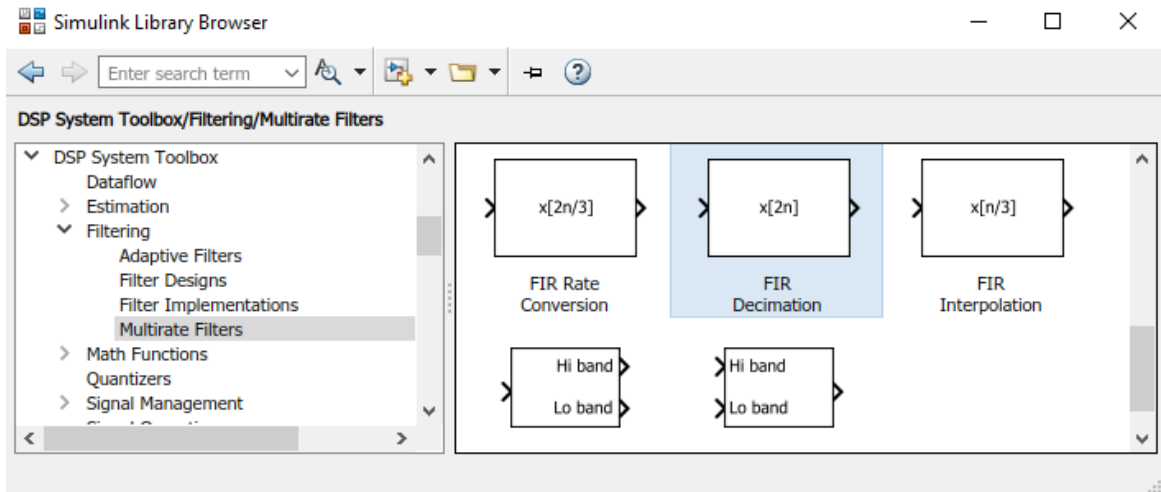 Simulink Library Browser
Enter search term
DSP System Toolbox/Filtering/Multirate Filters
DSP System Toolbox
Dataflow
Estimation
Filtering
Adaptive Filters
Filter Designs
Filter Implementations
Multirate Filters
Math Functions
Quantizers
Signal Management
x[2n/3]
FIR Rate
Conversion
x[2n]
FIR
Decimation
x[n/3]
FIR
Interpolation
Hi band
Lo band
Hi band
Lo band